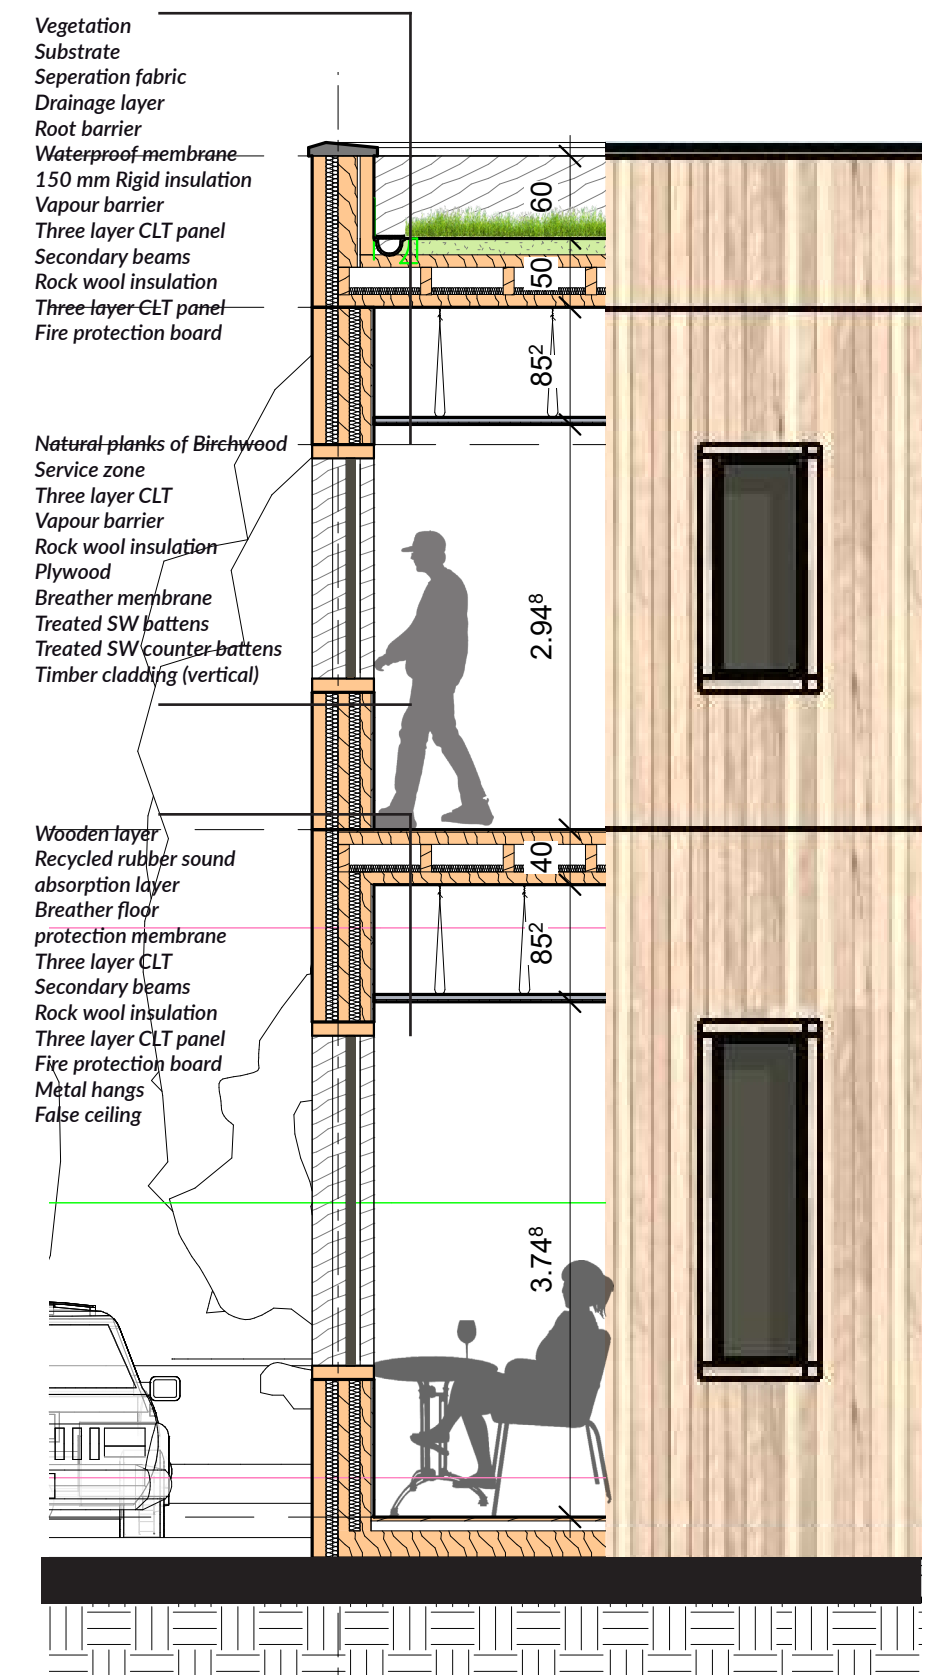 Vegetation
Substrate
Seperation fabric
Drainage layer
Root barrier
Waterproof membrane
150 mm Rigid insulation
Vapour barrier
Three layer CLT panel
Secondary beams
Rock wool insulation
Three layer CLT panel
Fire protection board
60
50
85²
Natural planks of Birchwood
Service zone
Three layer CLT
Vapour barrier
Rock wool insulation
Plywood
Breather membrane
Treated SW battens
Treated SW counter battens
Timber cladding (vertical)
2.94⁸
Wooden layer
Recycled rubber sound
absorption layer
Breather floor
protection membrane
Three layer CLT
Secondary beams
Rock wool insulation
Three layer CLT panel
Fire protection board
Metal hangs
False ceiling
40
85²
3.74⁸